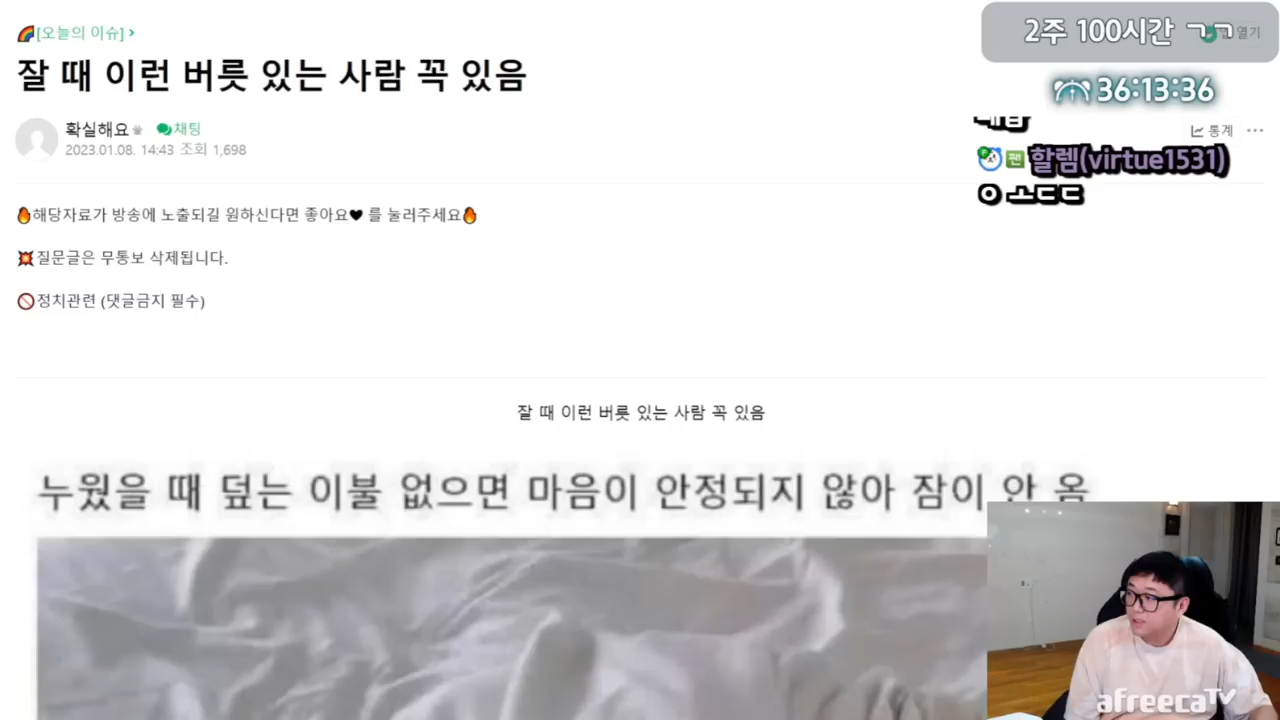 [오늘의 이슈] >
잘 때 이런 버릇 있는 사람 꼭 있음
확실해요 채팅
2023.01.08. 14:43 조회 1,698
해당자료가 방송에 노출되길 원하신다면 좋아요 를 눌러주세요
질문글은 무통보 삭제됩니다.
정치관련 (댓글금지 필수)
잘 때 이런 버릇 있는 사람 꼭 있음
누웠을 때 덮는 이불 없으면 마음이 안정되지 않아 잠이 안 옴
2주 100시간 ㄱㄱ
열기
36:13:36
통계
팬 할렘(virtue1531)
ㅇ ㅗㄷㄷ
afreecaTV